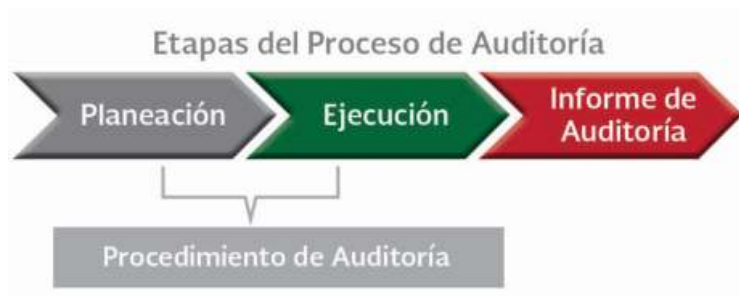 Etapas del Proceso de Auditoría
Planeación
Ejecución
Informe de
Auditoría
Procedimiento de Auditoría